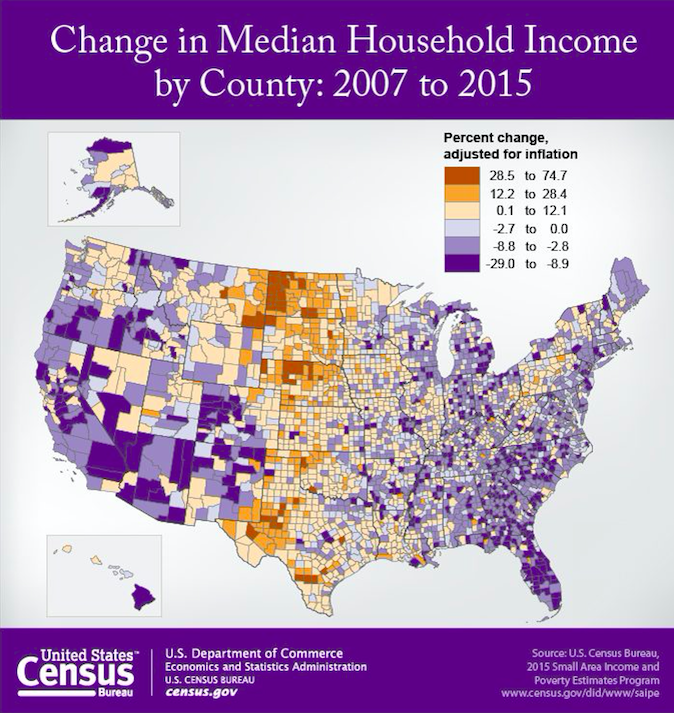 Change in Median Household Income
by County: 2007 to 2015
Percent change,
adjusted for inflation
28.5 to 74.7
12.2 to 28.4
0.1 to 12.1
-2.7 to 0.0
-8.8 to -2.8
-29.0 to -8.9
United States™
Census
Bureau
U.S. Department of Commerce
Economics and Statistics Administration
U.S. CENSUS BUREAU
census.gov
Source: U.S. Census Bureau,
2015 Small Area Income and
Poverty Estimates Program
www.census.gov/did/www/saipe